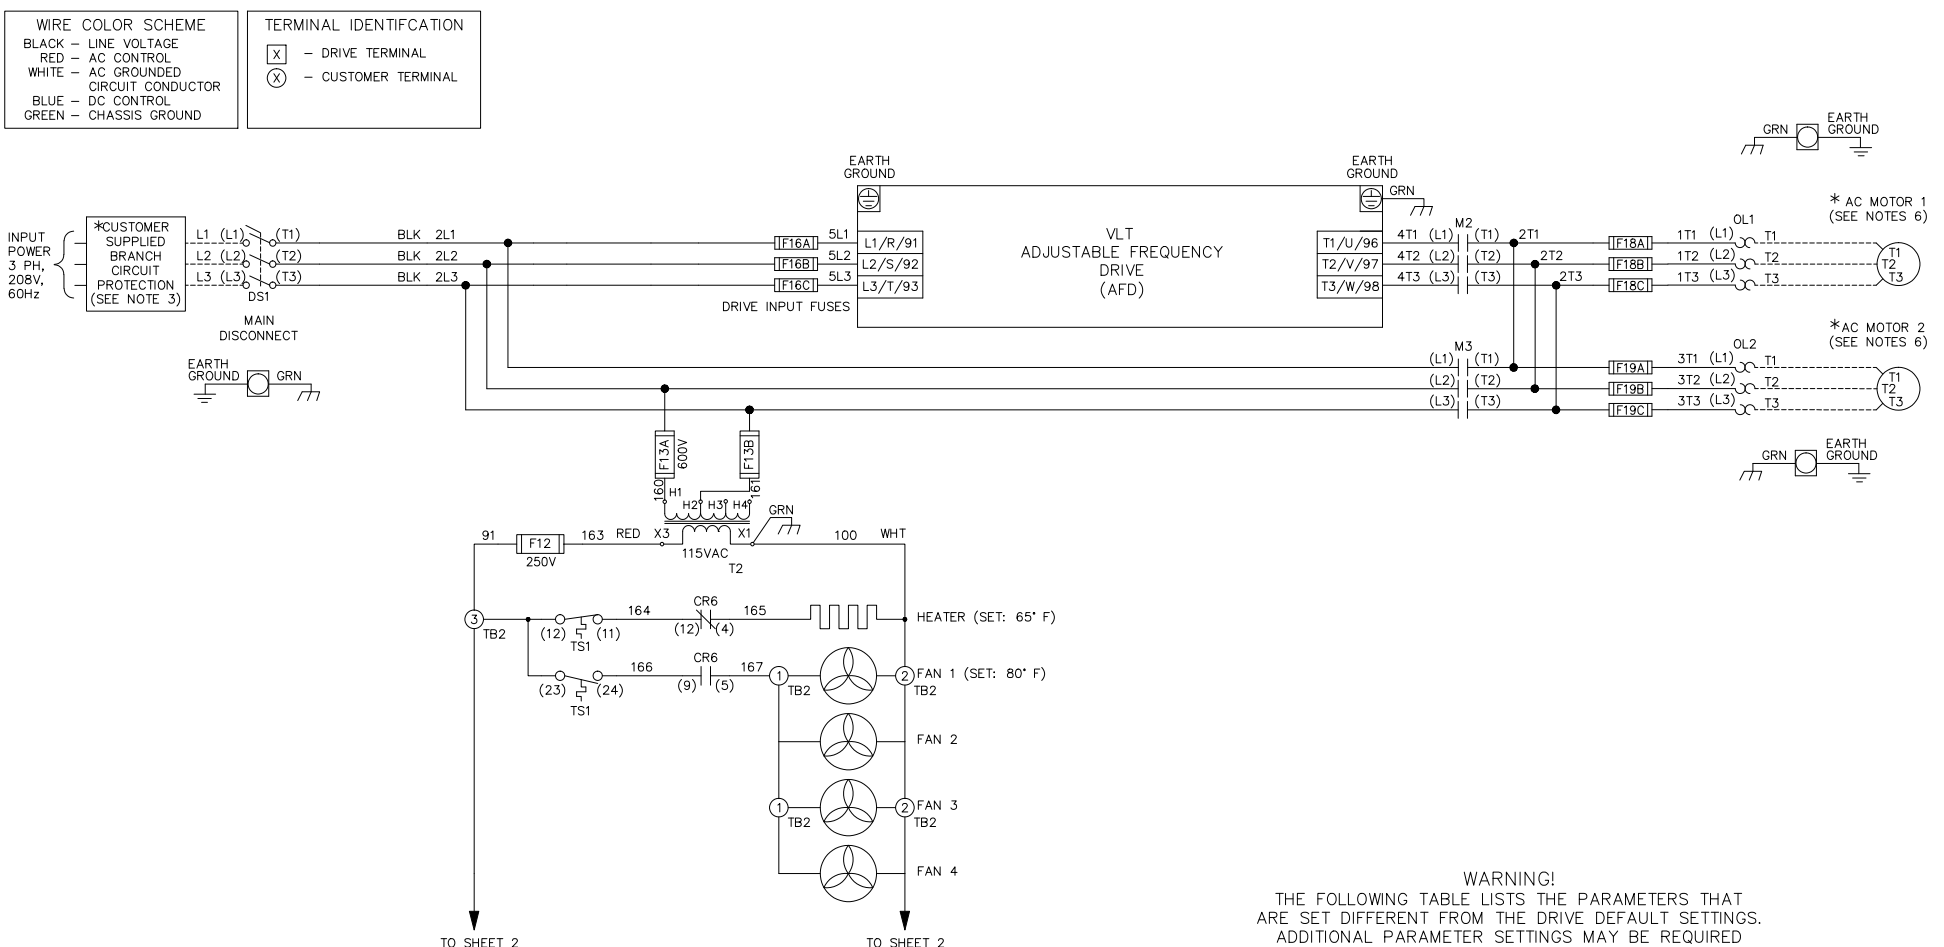 WIRE COLOR SCHEME
BLACK – LINE VOLTAGE
RED – AC CONTROL
WHITE – AC GROUNDED
CIRCUIT CONDUCTOR
BLUE – DC CONTROL
GREEN – CHASSIS GROUND
TERMINAL IDENTIFCATION
X – DRIVE TERMINAL
X – CUSTOMER TERMINAL
GRN
EARTH
GROUND
INPUT
POWER
3 PH,
208V,
60Hz
*CUSTOMER
SUPPLIED
BRANCH
CIRCUIT
PROTECTION
(SEE NOTE 3)
L1 (L1) (T1) BLK 2L1
L2 (L2) (T2) BLK 2L2
L3 (L3) (T3) BLK 2L3
DS1
MAIN
DISCONNECT
EARTH
GROUND
GRN
F16A 5L1
F16B 5L2
F16C 5L3
DRIVE INPUT FUSES
EARTH
GROUND
L1/R/91
L2/S/92
L3/T/93
VLT
ADJUSTABLE FREQUENCY
DRIVE
(AFD)
EARTH
GROUND
GRN
T1/U/96
T2/V/97
T3/W/98
M2
4T1 (L1) (T1) 2T1
4T2 (L2) (T2) 2T2
4T3 (L3) (T3) 2T3
OL1
F18A 1T1 (L1) T1
F18B 1T2 (L2) T2
F18C 1T3 (L3) T3
* AC MOTOR 1
(SEE NOTES 6)
T1
T2
T3
M3
(L1) (T1)
(L2) (T2)
(L3) (T3)
OL2
F19A 3T1 (L1) T1
F19B 3T2 (L2) T2
F19C 3T3 (L3) T3
*AC MOTOR 2
(SEE NOTES 6)
T1
T2
T3
GRN
EARTH
GROUND
F13A
600V
F13B
160
161
H1
H2 H3 H4
GRN
91 F12 163 RED X3 X1 100 WHT
250V
115VAC
T2
3
TB2
(12) (11) 164 CR6 165 HEATER (SET: 65° F)
TS1
(12) (4)
(23) (24) 166 CR6 167 1 2 FAN 1 (SET: 80° F)
TS1
(9) (5)
TB2 TB2
FAN 2
1 2 FAN 3
TB2 TB2
FAN 4
TO SHEET 2
TO SHEET 2
WARNING!
THE FOLLOWING TABLE LISTS THE PARAMETERS THAT
ARE SET DIFFERENT FROM THE DRIVE DEFAULT SETTINGS.
ADDITIONAL PARAMETER SETTINGS MAY BE REQUIRED